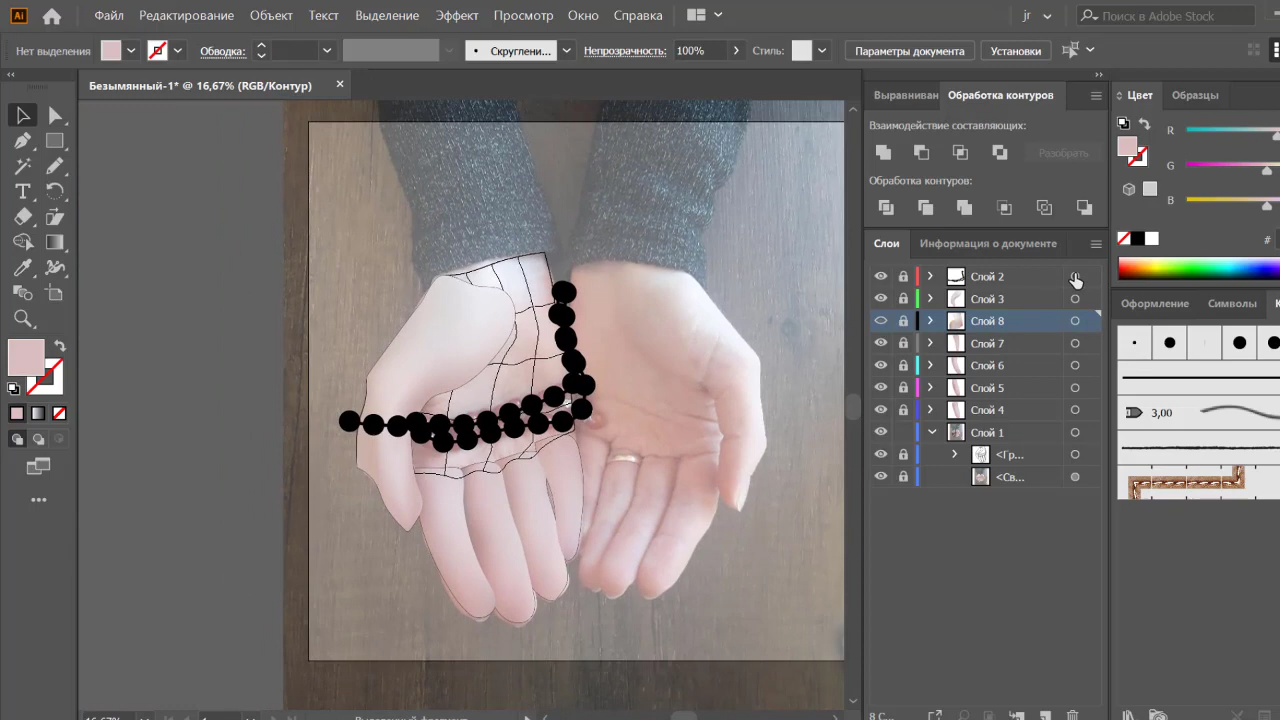 Ai Файл Редактирование Объект Текст Выделение Эффект Просмотр Окно Справка jr Поиск в Adobe Stock
Нет выделения Обводка: Скруглени... Непрозрачность: 100% Стиль: Параметры документа Установки
Безымянный-1* @ 16,67% (RGB/Контур)
Выравниван Обработка контуров
Цвет Образцы
Взаимодействие составляющих:
R
Разобрать
G
Обработка контуров:
B
#
Слои Информация о документе
Слой 2
Слой 3
Оформление Символы К
Слой 8
Слой 7
Слой 6
Слой 5
Слой 4
3,00
Слой 1
<Гр...
<Св...